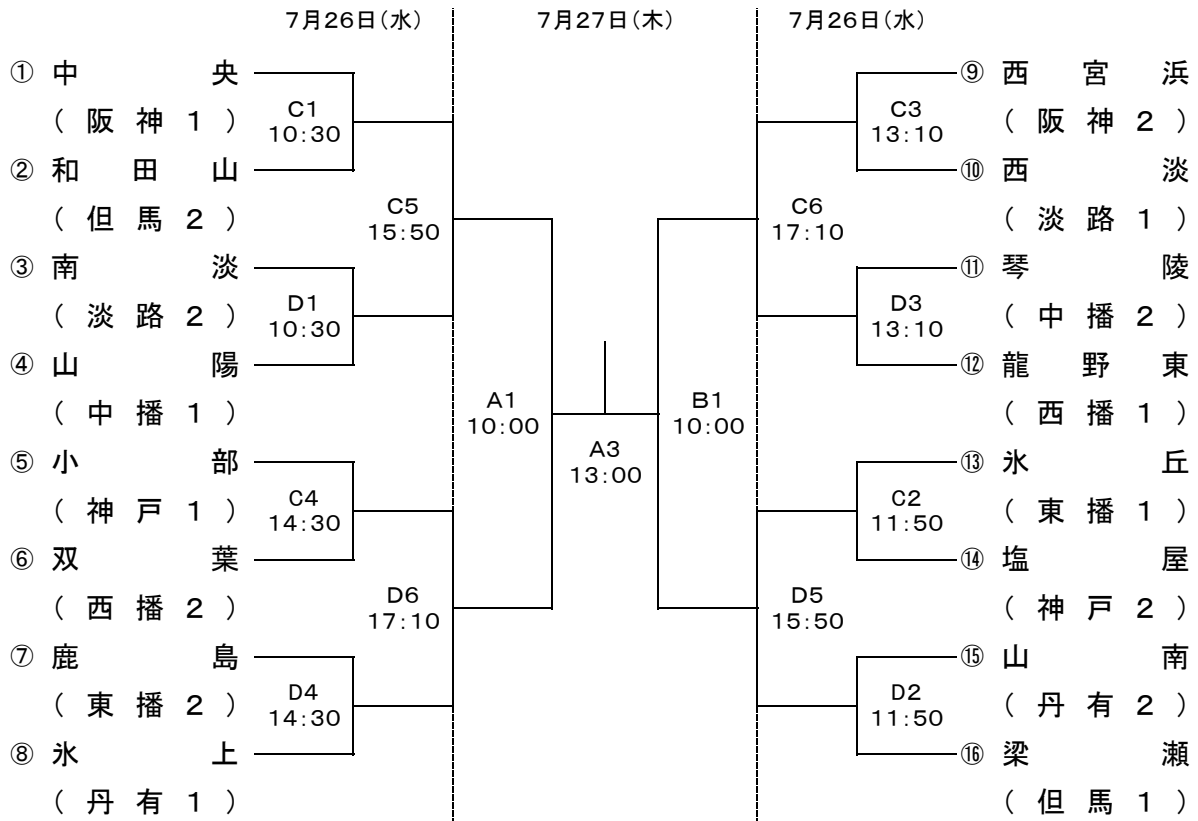 7月26日(水) 7月27日(木) 7月26日(水)
① 中央
(阪神1)
② 和田山
(但馬2)
③ 南淡
(淡路2)
④ 山陽
(中播1)
⑤ 小部
(神戸1)
⑥ 双葉
(西播2)
⑦ 鹿島
(東播2)
⑧ 氷上
(丹有1)
C1
10:30
C5
15:50
D1
10:30
C4
14:30
D6
17:10
D4
14:30
A1
10:00
A3
13:00
B1
10:00
C3
13:10
C6
17:10
D3
13:10
C2
11:50
D5
15:50
D2
11:50
⑨ 西宮浜
(阪神2)
⑩ 西淡
(淡路1)
⑪ 琴陵
(中播2)
⑫ 龍野東
(西播1)
⑬ 氷丘
(東播1)
⑭ 塩屋
(神戸2)
⑮ 山南
(丹有2)
⑯ 梁瀬
(但馬1)